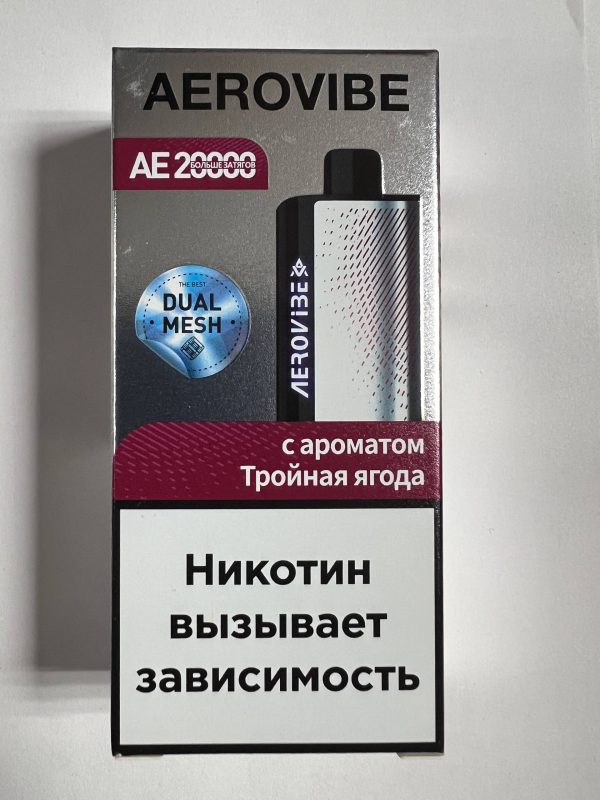 AEROVIBE
AE 20000
БОЛЬШЕ ЗАТЯГОВ
THE BEST
DUAL
MESH
AEROVIBE
с ароматом
Тройная ягода
Никотин
вызывает
зависимость